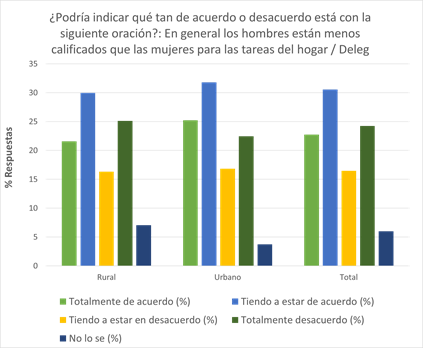 ¿Podría indicar qué tan de acuerdo o desacuerdo está con la
siguiente oración?: En general los hombres están menos
calificados que las mujeres para las tareas del hogar / Deleg
% Respuestas
35
30
25
20
15
10
5
0
Rural Urbano Total
Totalmente de acuerdo (%) Tiendo a estar de acuerdo (%)
Tiendo a estar en desacuerdo (%) Totalmente desacuerdo (%)
No lo se (%)